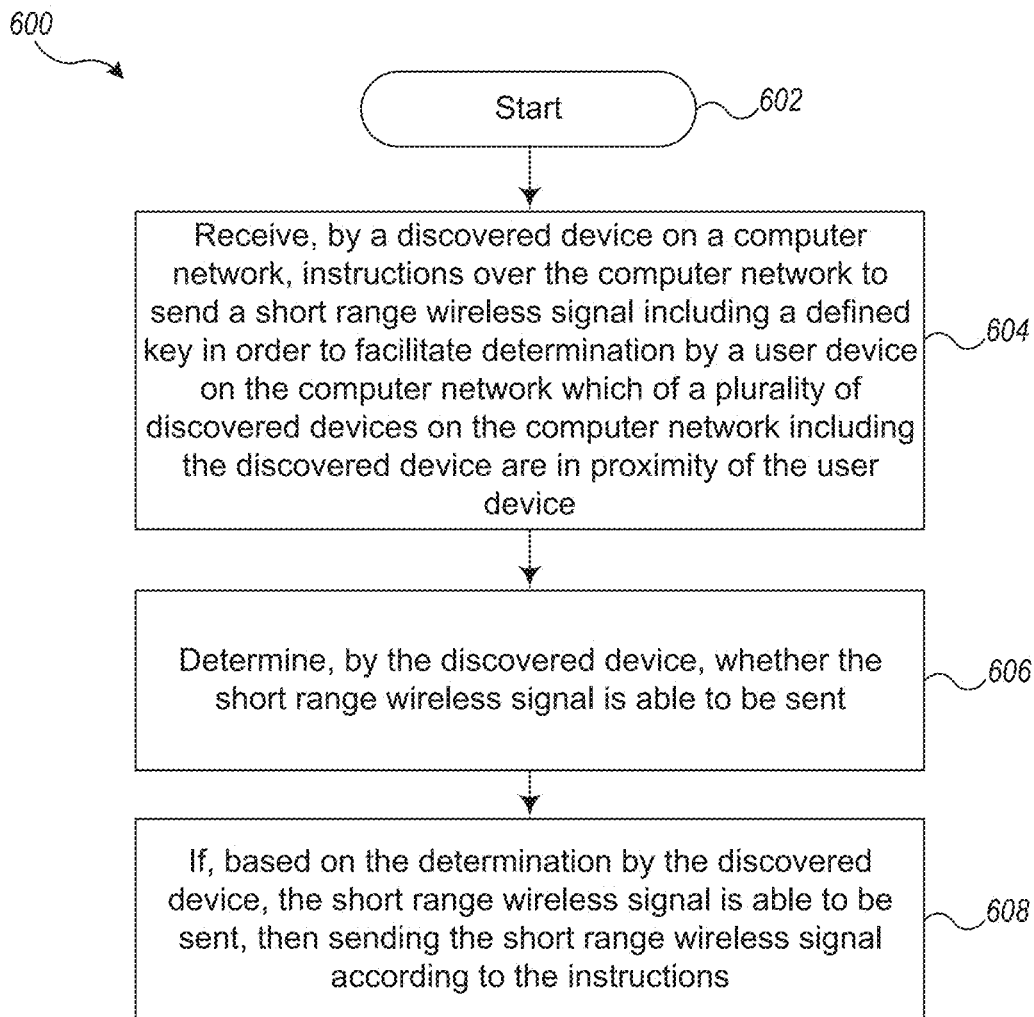 600
Start
602
Receive, by a discovered device on a computer
network, instructions over the computer network to
send a short range wireless signal including a defined
key in order to facilitate determination by a user device
on the computer network which of a plurality of
discovered devices on the computer network including
the discovered device are in proximity of the user
device
604
Determine, by the discovered device, whether the
short range wireless signal is able to be sent
606
If, based on the determination by the discovered
device, the short range wireless signal is able to be
sent, then sending the short range wireless signal
according to the instructions
608